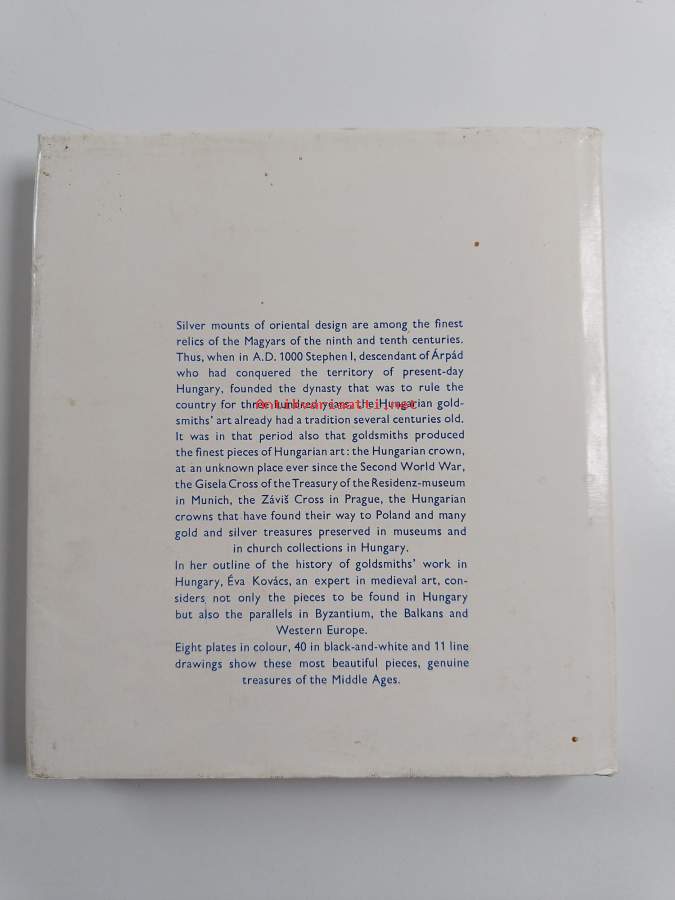 Silver mounts of oriental design are among the finest
relics of the Magyars of the ninth and tenth centuries.
Thus, when in A.D. 1000 Stephen I, descendant of Árpád
who had conquered the territory of present-day
Hungary, founded the dynasty that was to rule the
country for three hundred years, the Hungarian gold-
Antikvariaatti.net
smiths' art already had a tradition several centuries old.
It was in that period also that goldsmiths produced
the finest pieces of Hungarian art: the Hungarian crown,
at an unknown place ever since the Second World War,
the Gisela Cross of the Treasury of the Residenz-museum
in Munich, the Záviš Cross in Prague, the Hungarian
crowns that have found their way to Poland and many
gold and silver treasures preserved in museums and
in church collections in Hungary.
In her outline of the history of goldsmiths' work in
Hungary, Éva Kovács, an expert in medieval art, con-
siders not only the pieces to be found in Hungary
but also the parallels in Byzantium, the Balkans and
Western Europe.
Eight plates in colour, 40 in black-and-white and 11 line
drawings show these most beautiful pieces, genuine
treasures of the Middle Ages.